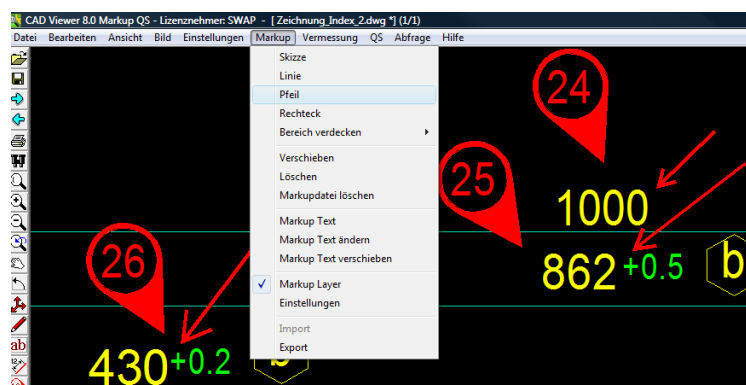 CAD Viewer 8.0 Markup QS - Lizenznehmer: SWAP - [ Zeichnung_Index_2.dwg *] (1/1)
Datei Bearbeiten Ansicht Bild Einstellungen Markup Vermessung QS Abfrage Hilfe
Skizze
Linie
Pfeil
Rechteck
Bereich verdecken
Verschieben
Löschen
Markupdatei löschen
Markup Text
Markup Text ändern
Markup Text verschieben
Markup Layer
Einstellungen
Import
Export
24
1000
25
862 +0.5 b
26
430 +0.2 b
ab